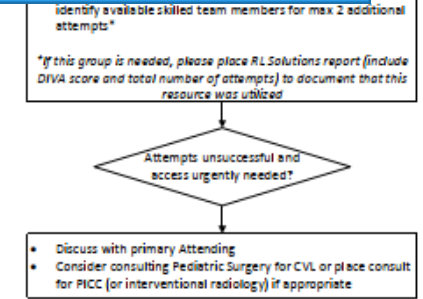 identify available skilled team members for max 2 additional
attempts*
*If this group is needed, please place RL Solutions report (include
DIVA score and total number of attempts) to document that this
resource was utilized
Attempts unsuccessful and
access urgently needed?
• Discuss with primary Attending
• Consider consulting Pediatric Surgery for CVL or place consult
for PICC (or interventional radiology) if appropriate